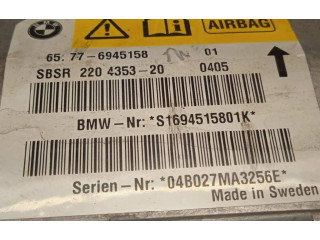 BMW
AIRBAG
65.77-6945158 01
SBSR 220 4353-20 0405
BMW-Nr: *S1694515801K*
Serien-Nr: *04B027MA3256E*
Made in Sweden